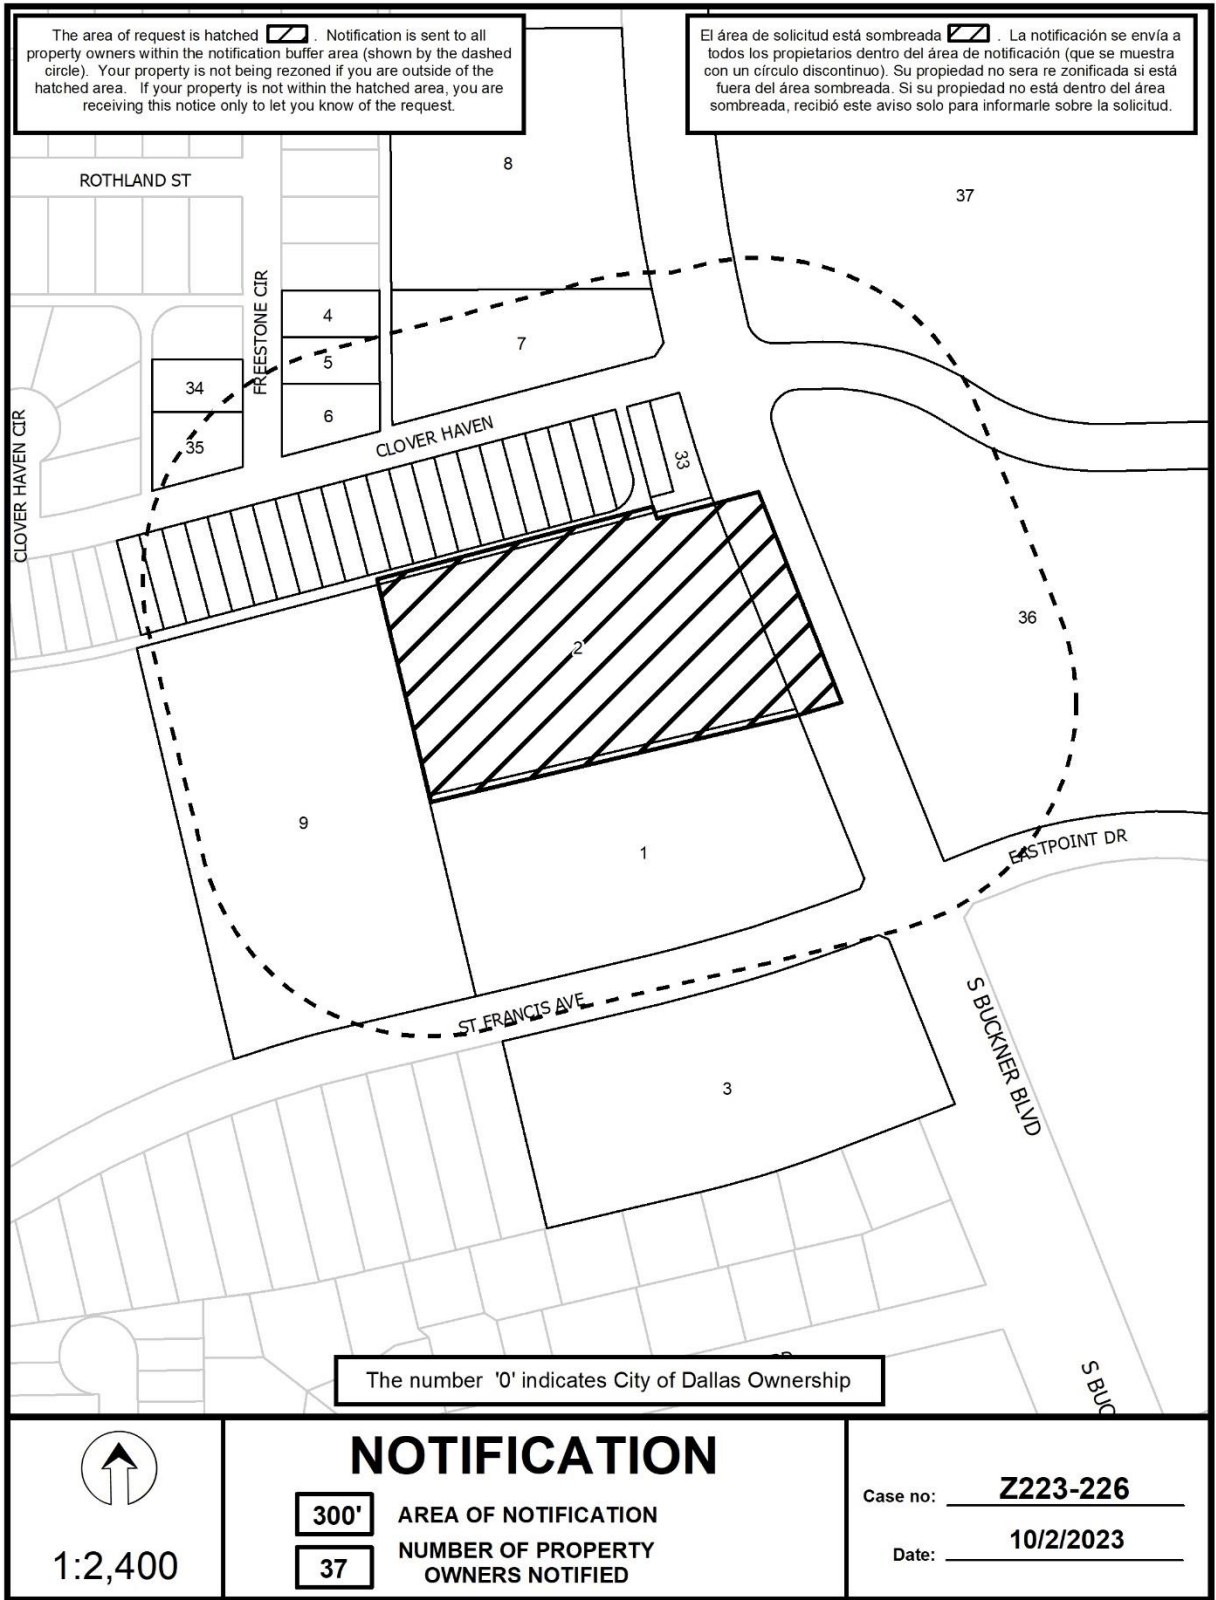 The area of request is hatched . Notification is sent to all
property owners within the notification buffer area (shown by the dashed
circle). Your property is not being rezoned if you are outside of the
hatched area. If your property is not within the hatched area, you are
receiving this notice only to let you know of the request.
El área de solicitud está sombreada . La notificación se envía a
todos los propietarios dentro del área de notificación (que se muestra
con un círculo discontinuo). Su propiedad no sera re zonificada si está
fuera del área sombreada. Si su propiedad no está dentro del área
sombreada, recibió este aviso solo para informarle sobre la solicitud.
8
ROTHLAND ST
37
FREESTONE CIR
4
7
5
34
6
35
CLOVER HAVEN
CLOVER HAVEN CIR
33
36
2
9
1
EASTPOINT DR
ST FRANCIS AVE
S BUCKNER BLVD
3
The number '0' indicates City of Dallas Ownership
S BUC
1:2,400
NOTIFICATION
300' AREA OF NOTIFICATION
37 NUMBER OF PROPERTY
OWNERS NOTIFIED
Case no: Z223-226
Date: 10/2/2023